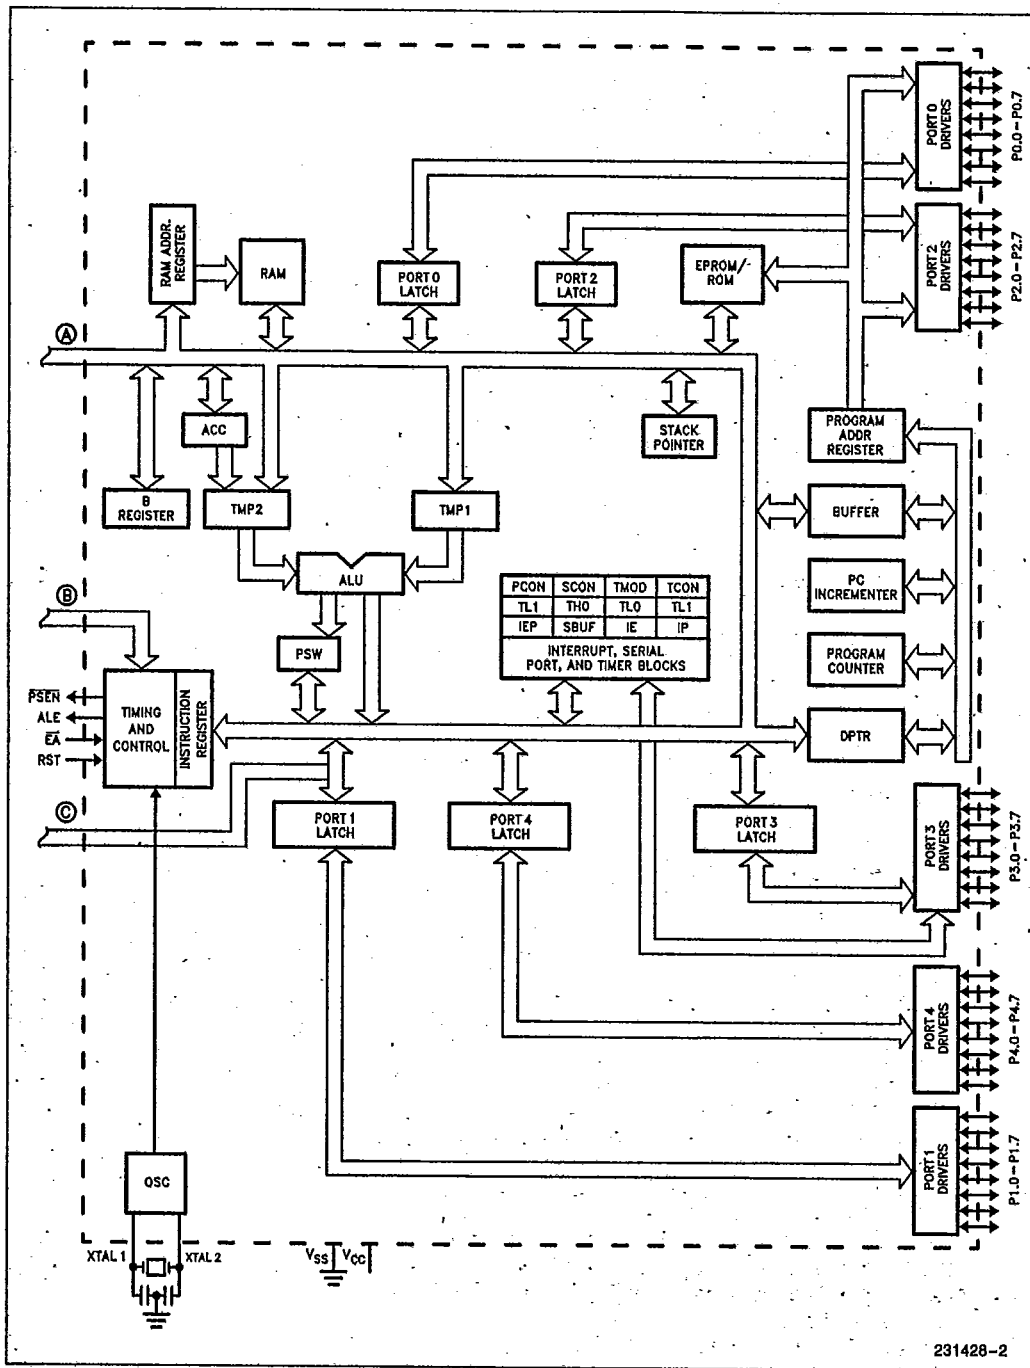 PORT 0
DRIVERS
P0.0–P0.7
PORT 2
DRIVERS
P2.0–P2.7
RAM ADDR.
REGISTER
RAM
PORT 0
LATCH
PORT 2
LATCH
EPROM/
ROM
A
ACC
STACK
POINTER
PROGRAM
ADDR
REGISTER
B
REGISTER
TMP2
TMP1
BUFFER
ALU
PCON SCON TMOD TCON
TL1 TH0 TL0 TL1
IEP SBUF IE IP
INTERRUPT, SERIAL
PORT, AND TIMER BLOCKS
PC
INCREMENTER
B
PSW
PROGRAM
COUNTER
PSEN
ALE
EA
RST
TIMING
AND
CONTROL
INSTRUCTION
REGISTER
DPTR
C
PORT 1
LATCH
PORT 4
LATCH
PORT 3
LATCH
PORT 3
DRIVERS
P3.0–P3.7
PORT 4
DRIVERS
P4.0–P4.7
PORT 1
DRIVERS
P1.0–P1.7
OSC
XTAL 1
XTAL 2
VSS
VCC
231428–2